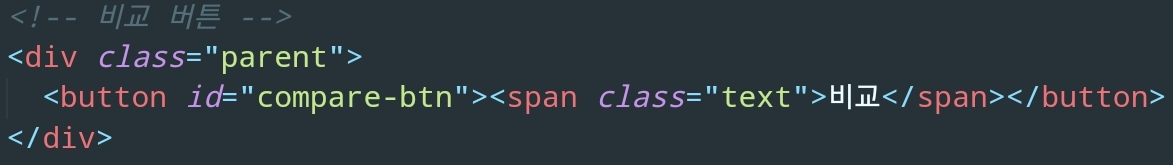 <!-- 비교 버튼 -->
<div class="parent">
  <button id="compare-btn"><span class="text">비교</span></button>
</div>